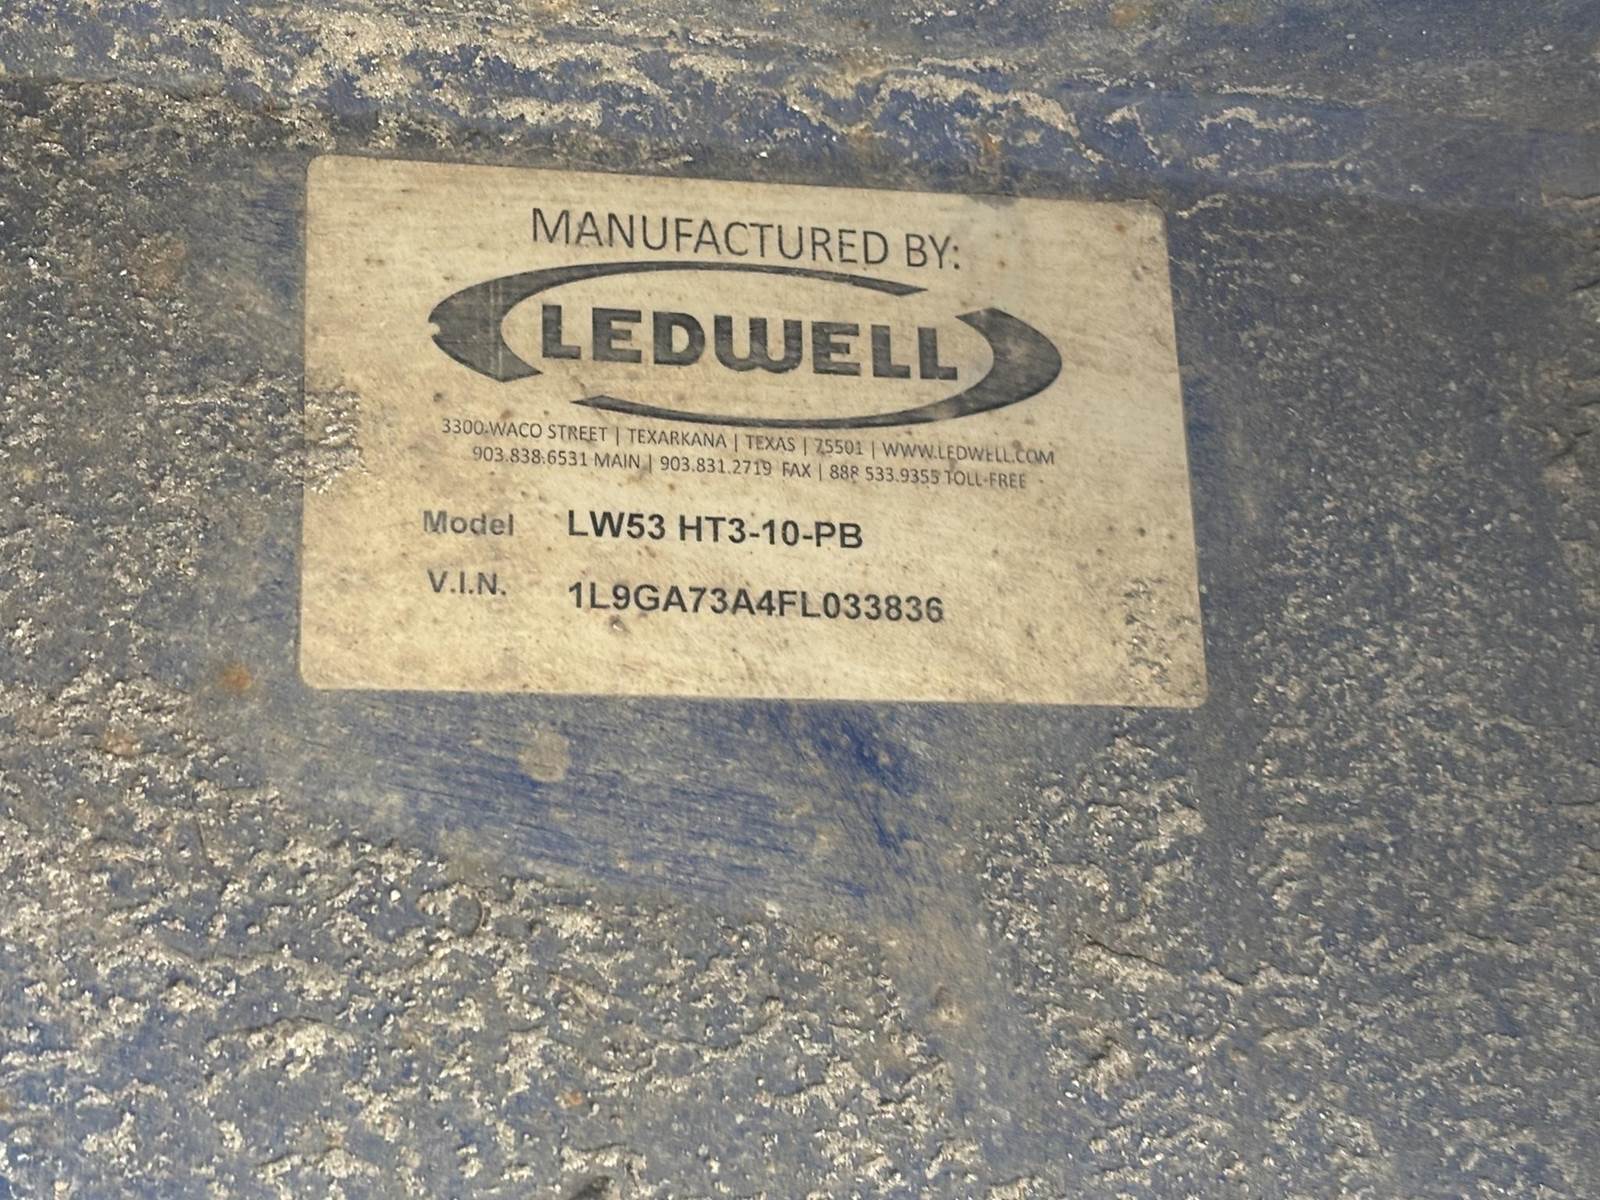 MANUFACTURED BY:
LEDWELL
3300 WACO STREET | TEXARKANA | TEXAS | 75501 | WWW.LEDWELL.COM
903.838.6531 MAIN | 903.831.2719 FAX | 888 533.9355 TOLL-FREE
Model LW53 HT3-10-PB
V.I.N. 1L9GA73A4FL033836